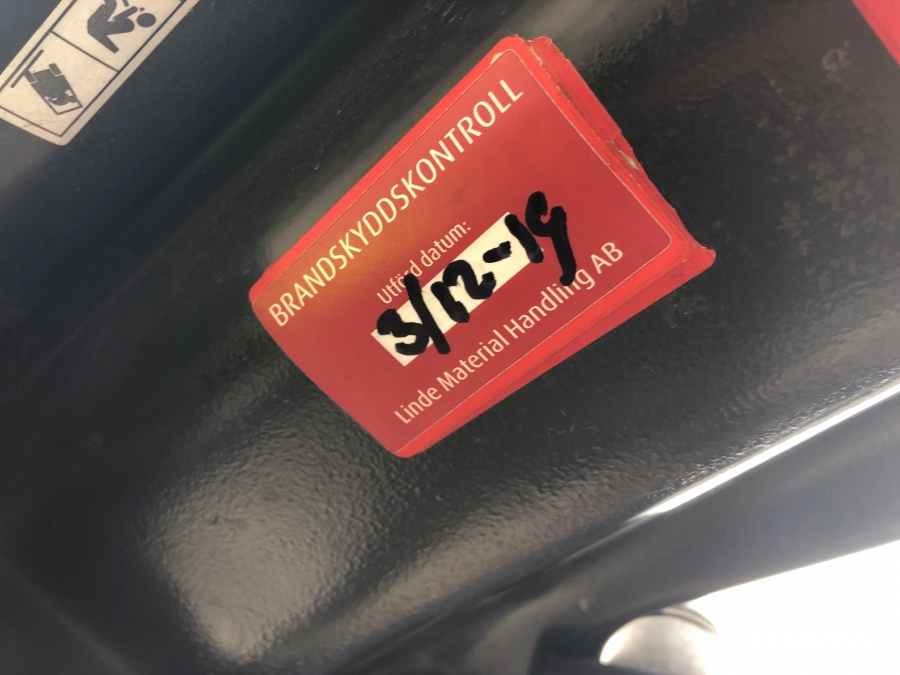 BRANDSKYDDSKONTROLL
Utförd datum:
3/12-19
Linde Material Handling AB